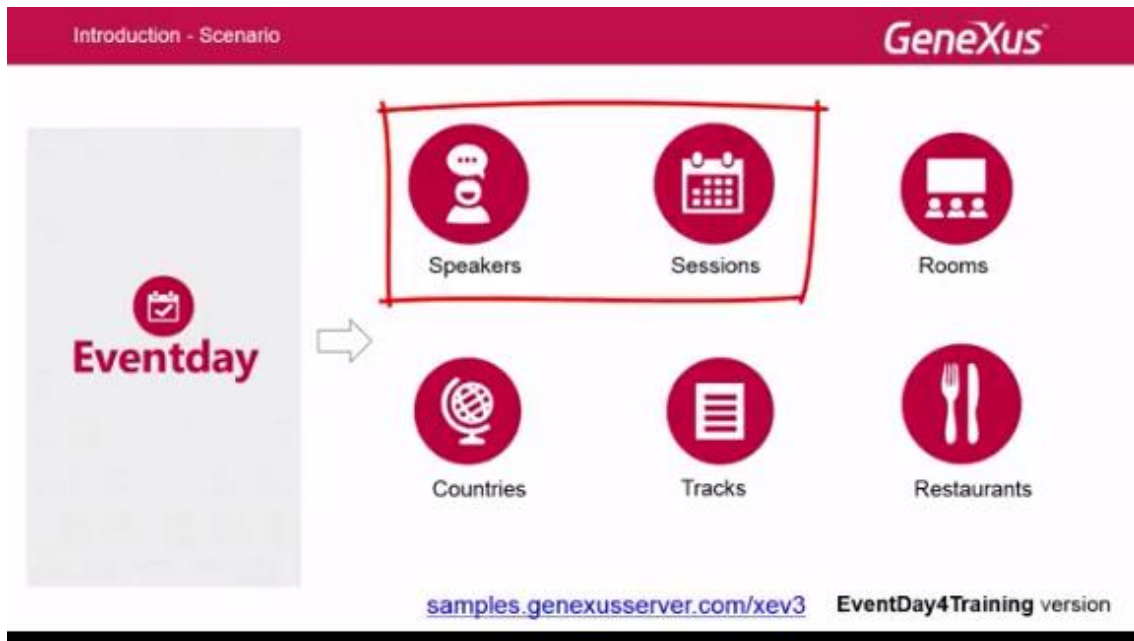 Introduction - Scenario
GeneXus
Speakers
Sessions
Rooms
Eventday
Countries
Tracks
Restaurants
samples.genexusserver.com/xev3 EventDay4Training version